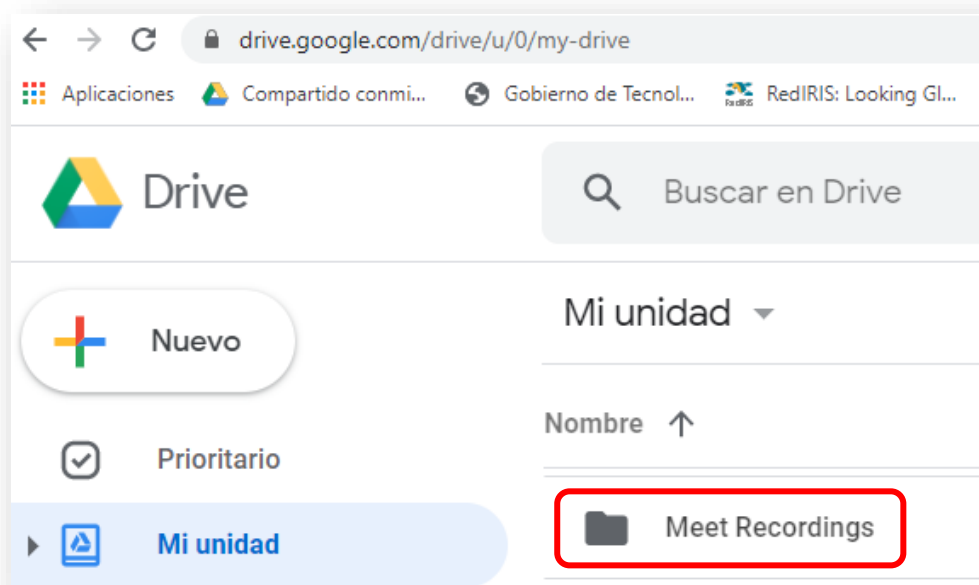 drive.google.com/drive/u/0/my-drive
Aplicaciones Compartido conmi... Gobierno de Tecnol... RedIRIS RedIRIS: Looking Gl...
Drive Buscar en Drive
Nuevo
Mi unidad
Nombre
Prioritario
Meet Recordings
Mi unidad